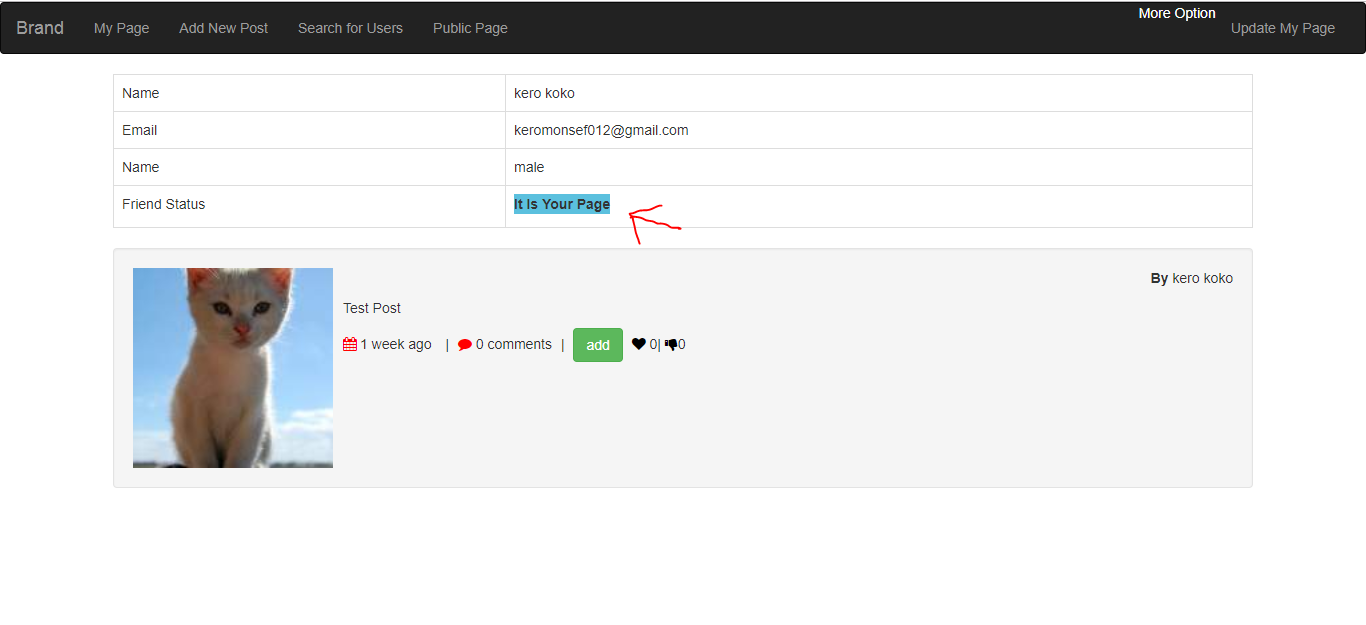 More Option
Brand My Page Add New Post Search for Users Public Page Update My Page
Name kero koko
Email keromonsef012@gmail.com
Name male
Friend Status It Is Your Page
By kero koko
Test Post
1 week ago | 0 comments | add 0| 0